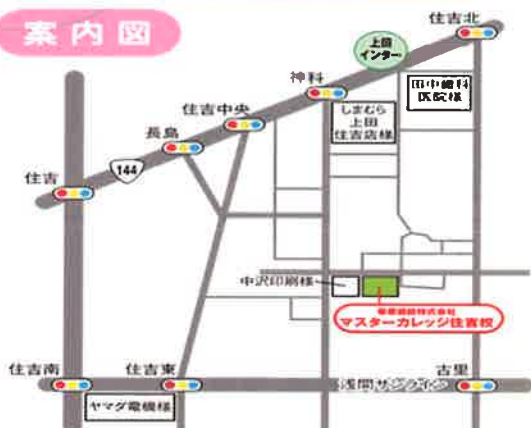 案内図
住吉北
上田
インター
田中歯科
医院様
神科
しまむら
上田
住吉店様
住吉中央
長島
144
住吉
中沢印刷様
マスターカレッジ住吉校
住吉南
住吉東
浅間サンライン
古里
ヤマダ電機様